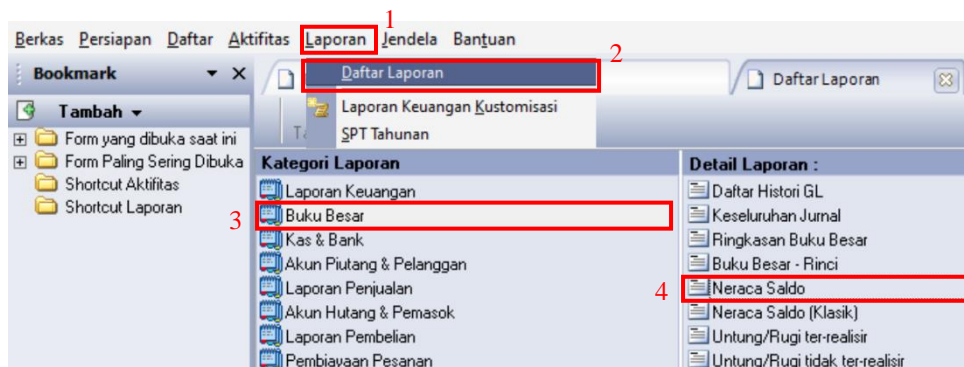 1
Berkas Persiapan Daftar Aktifitas Laporan Jendela Bantuan
2
Bookmark
Daftar Laporan
Daftar Laporan
Tambah
Laporan Keuangan Kustomisasi
Form yang dibuka saat ini
SPT Tahunan
Form Paling Sering Dibuka
Shortcut Aktifitas
Shortcut Laporan
Kategori Laporan
Laporan Keuangan
3
Buku Besar
Kas & Bank
Akun Piutang & Pelanggan
Laporan Penjualan
Akun Hutang & Pemasok
Laporan Pembelian
Pembiayaan Pesanan
Detail Laporan :
Daftar Histori GL
Keseluruhan Jurnal
Ringkasan Buku Besar
Buku Besar - Rinci
4
Neraca Saldo
Neraca Saldo (Klasik)
Untung/Rugi ter-realisir
Untung/Rugi tidak ter-realisir